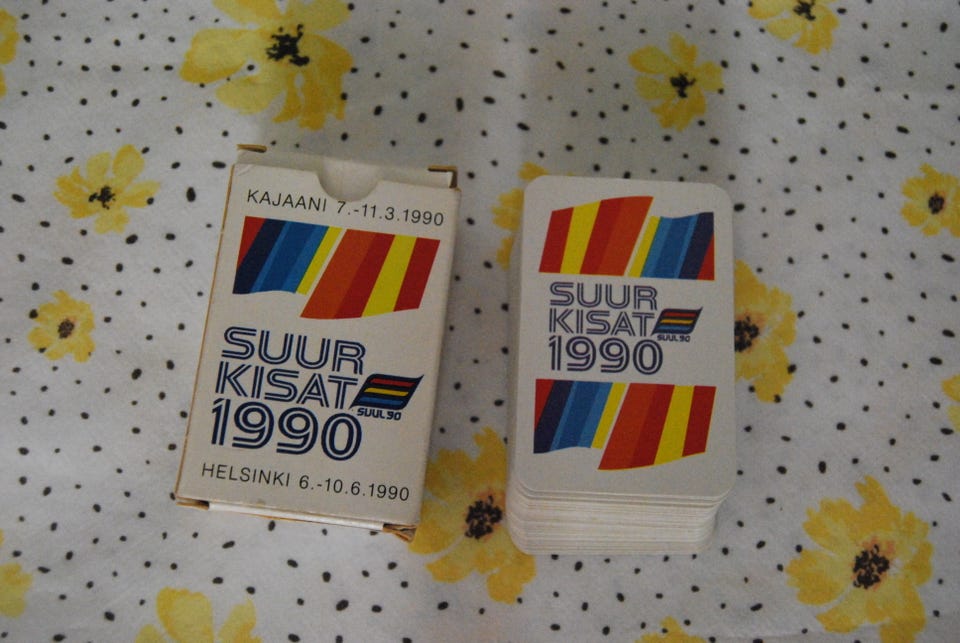 KAJAANI 7.-11.3.1990
SUUR
KISAT
SUUL 90
1990
HELSINKI 6.-10.6.1990
SUUR
KISAT
SUUL 90
1990